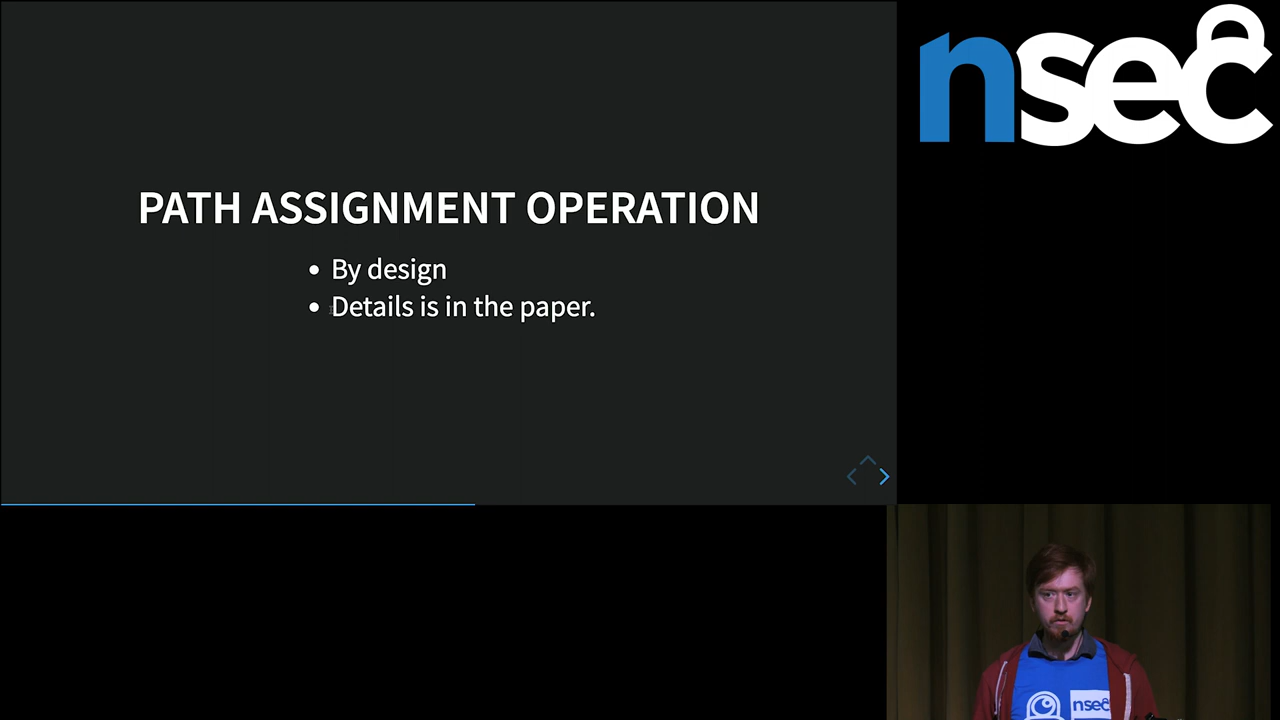 nsec
PATH ASSIGNMENT OPERATION
• By design
• Details is in the paper.
nsec